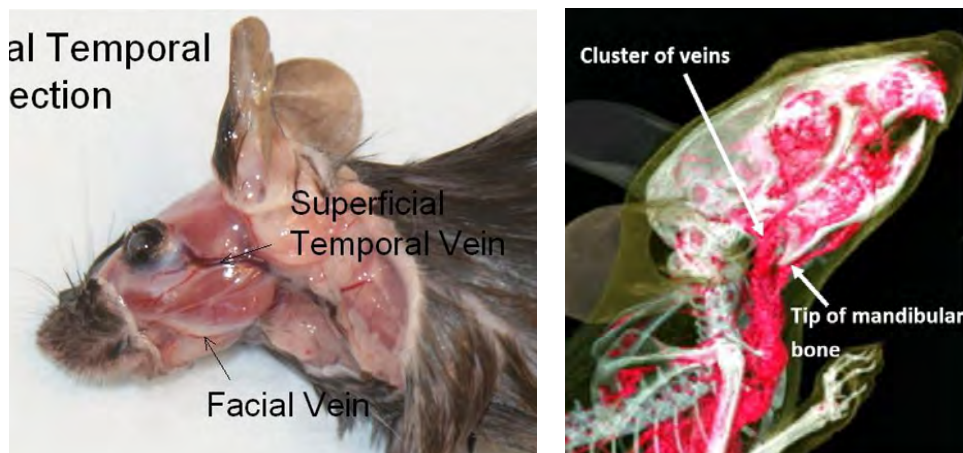 al Temporal
ection
Superficial
Temporal Vein
Facial Vein
Cluster of veins
Tip of mandibular
bone